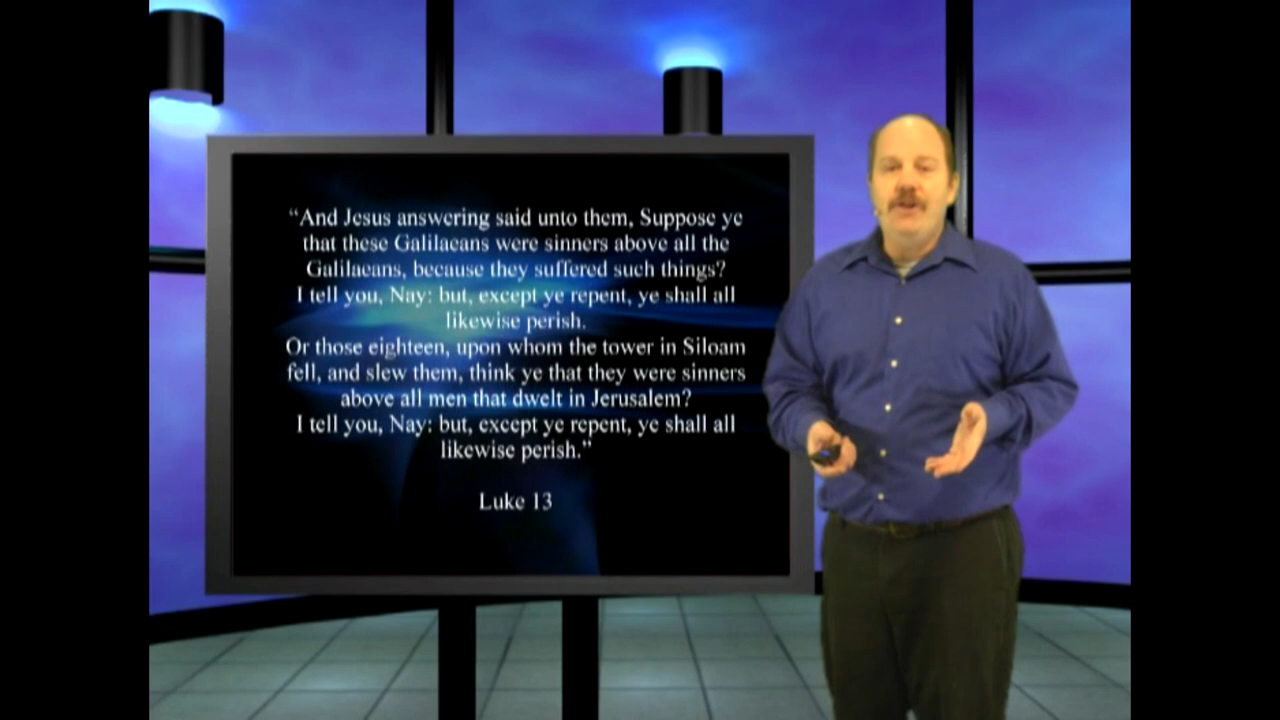 “And Jesus answering said unto them, Suppose ye
that these Galilaeans were sinners above all the
Galilaeans, because they suffered such things?
I tell you, Nay: but, except ye repent, ye shall all
likewise perish.
Or those eighteen, upon whom the tower in Siloam
fell, and slew them, think ye that they were sinners
above all men that dwelt in Jerusalem?
I tell you, Nay: but, except ye repent, ye shall all
likewise perish.”
Luke 13